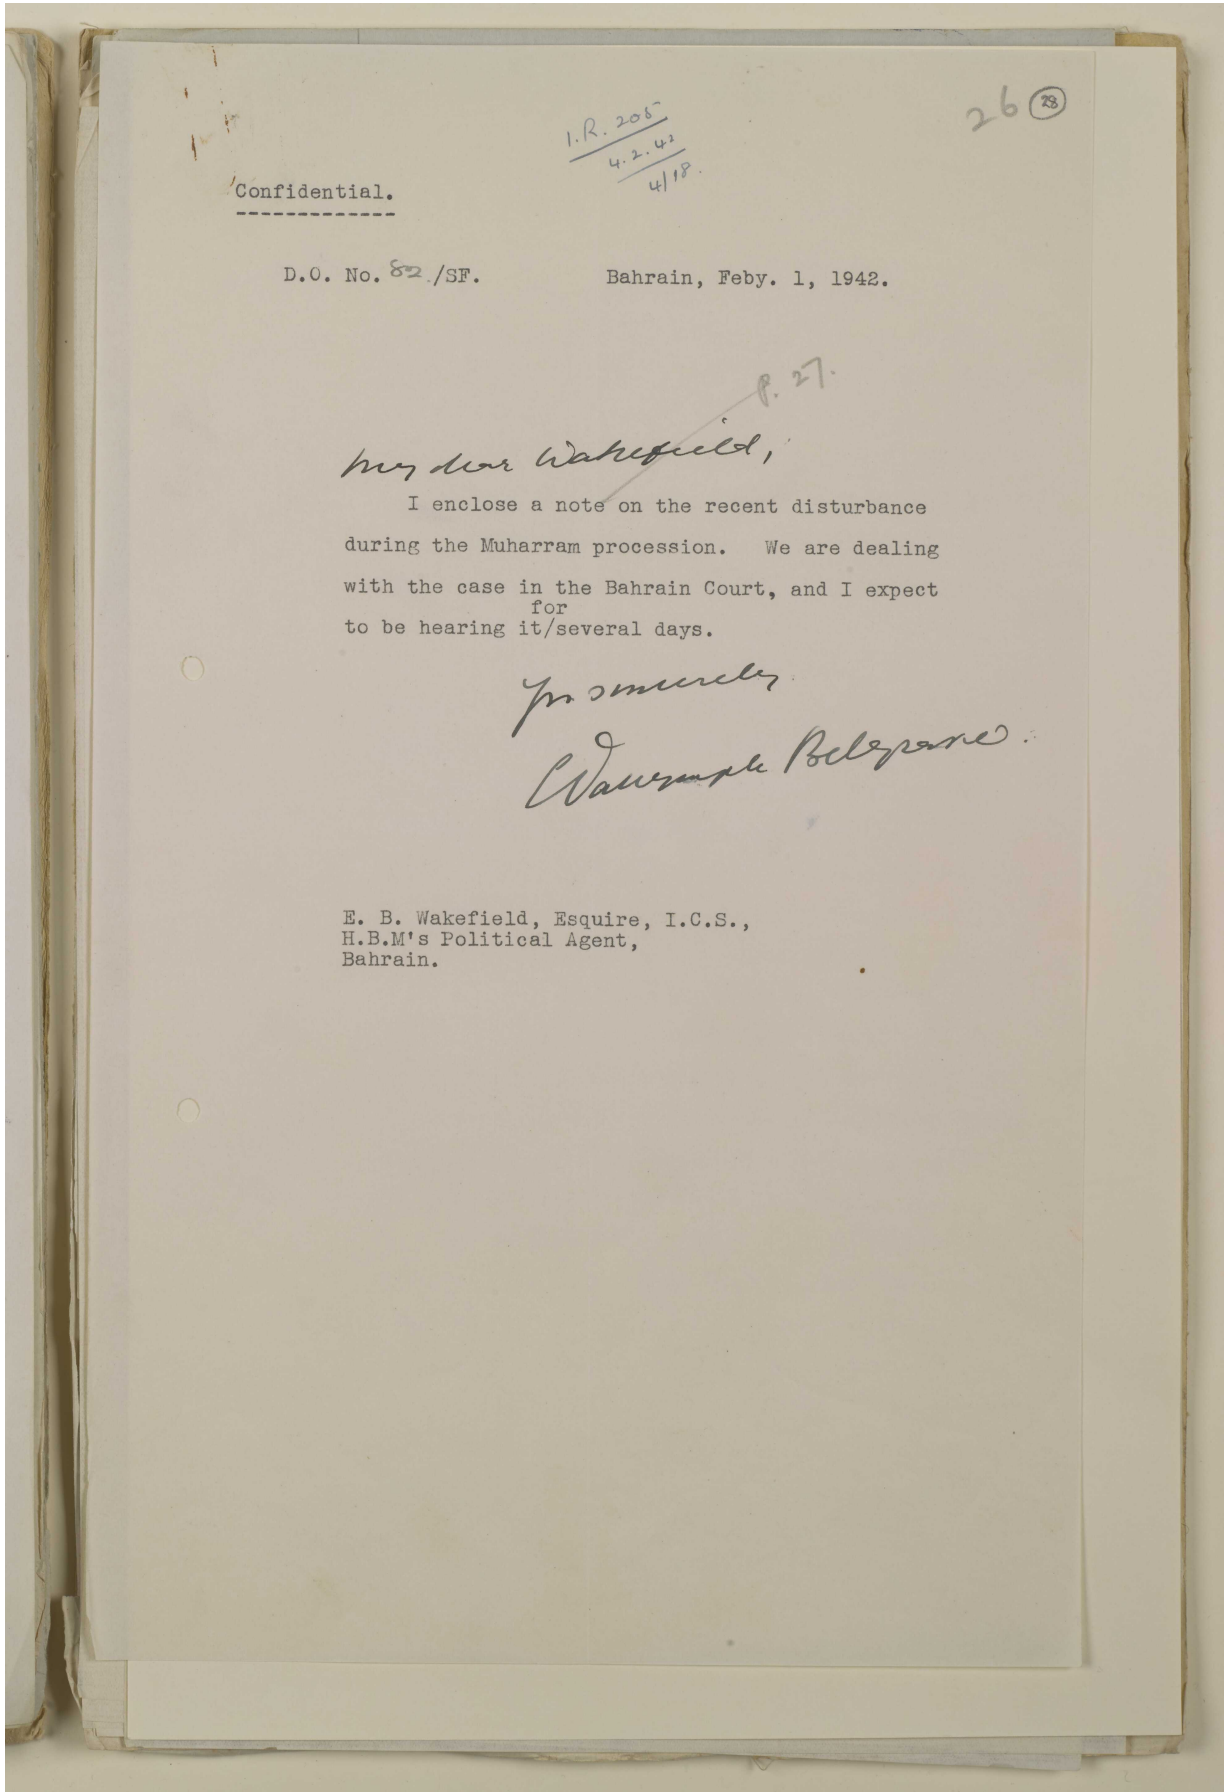 26 28
I.R. 205
4.2.42
4/18.
Confidential.
-------------
D.O. No. 82 /SF. Bahrain, Feby. 1, 1942.
P. 27.
My dear Wakefield,
I enclose a note on the recent disturbance
during the Muharram procession. We are dealing
with the case in the Bahrain Court, and I expect
for
to be hearing it/several days.
Yrs sincerely
CDalrymple Belgrave.
E. B. Wakefield, Esquire, I.C.S.,
H.B.M's Political Agent,
Bahrain.